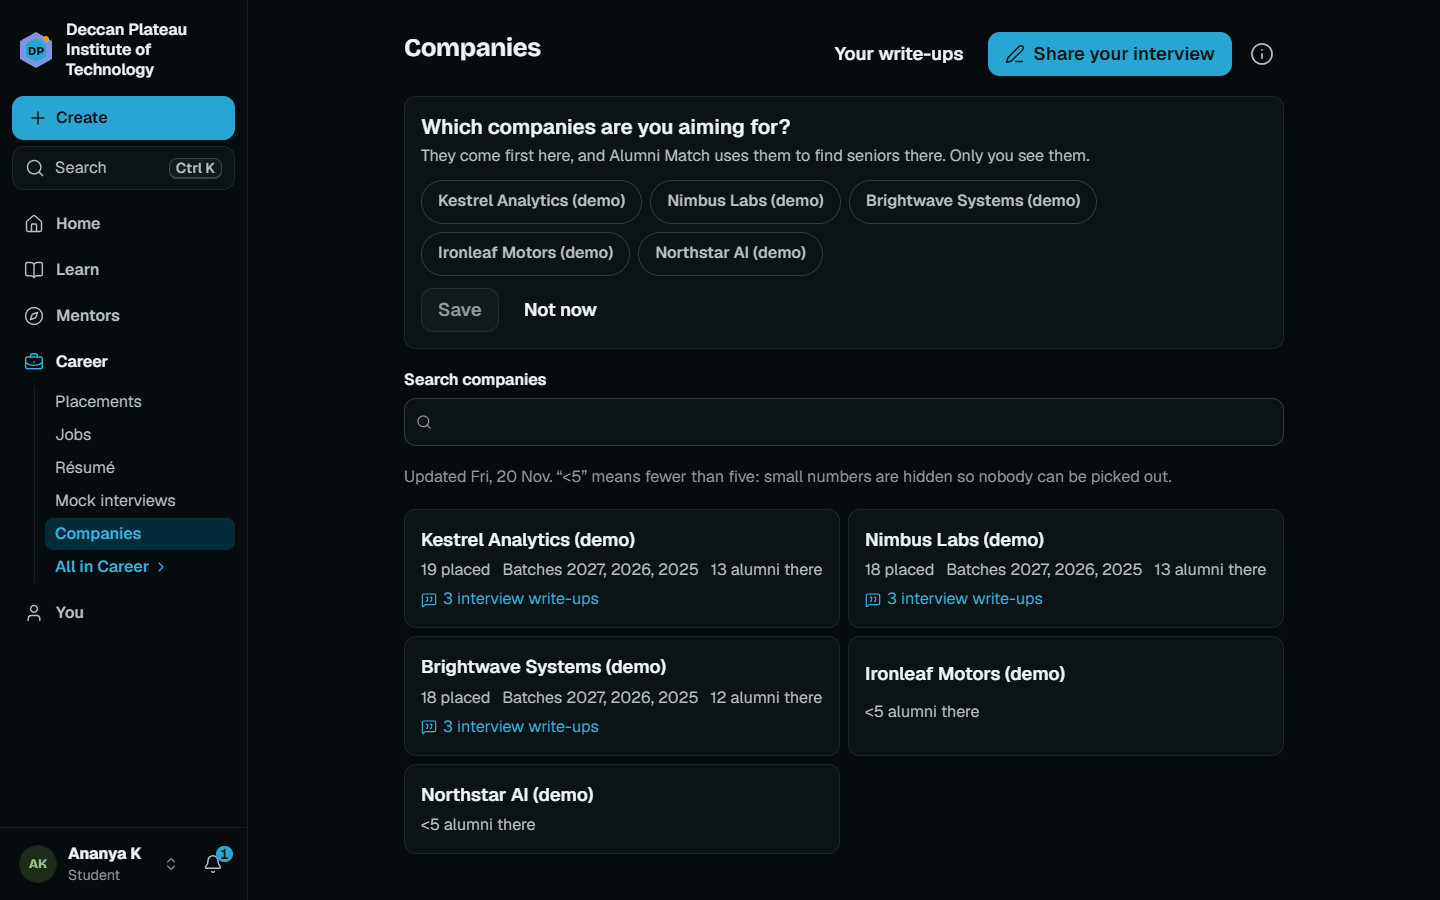 DP
Deccan Plateau
Institute of
Technology
Create
Search Ctrl K
Home
Learn
Mentors
Career
Placements
Jobs
Résumé
Mock interviews
Companies
All in Career
You
AK
Ananya K
Student
1
Companies
Your write-ups
Share your interview
Which companies are you aiming for?
They come first here, and Alumni Match uses them to find seniors there. Only you see them.
Kestrel Analytics (demo) Nimbus Labs (demo) Brightwave Systems (demo)
Ironleaf Motors (demo) Northstar AI (demo)
Save Not now
Search companies
Updated Fri, 20 Nov. “<5” means fewer than five: small numbers are hidden so nobody can be picked out.
Kestrel Analytics (demo)
19 placed Batches 2027, 2026, 2025 13 alumni there
3 interview write-ups
Nimbus Labs (demo)
18 placed Batches 2027, 2026, 2025 13 alumni there
3 interview write-ups
Brightwave Systems (demo)
18 placed Batches 2027, 2026, 2025 12 alumni there
3 interview write-ups
Ironleaf Motors (demo)
<5 alumni there
Northstar AI (demo)
<5 alumni there